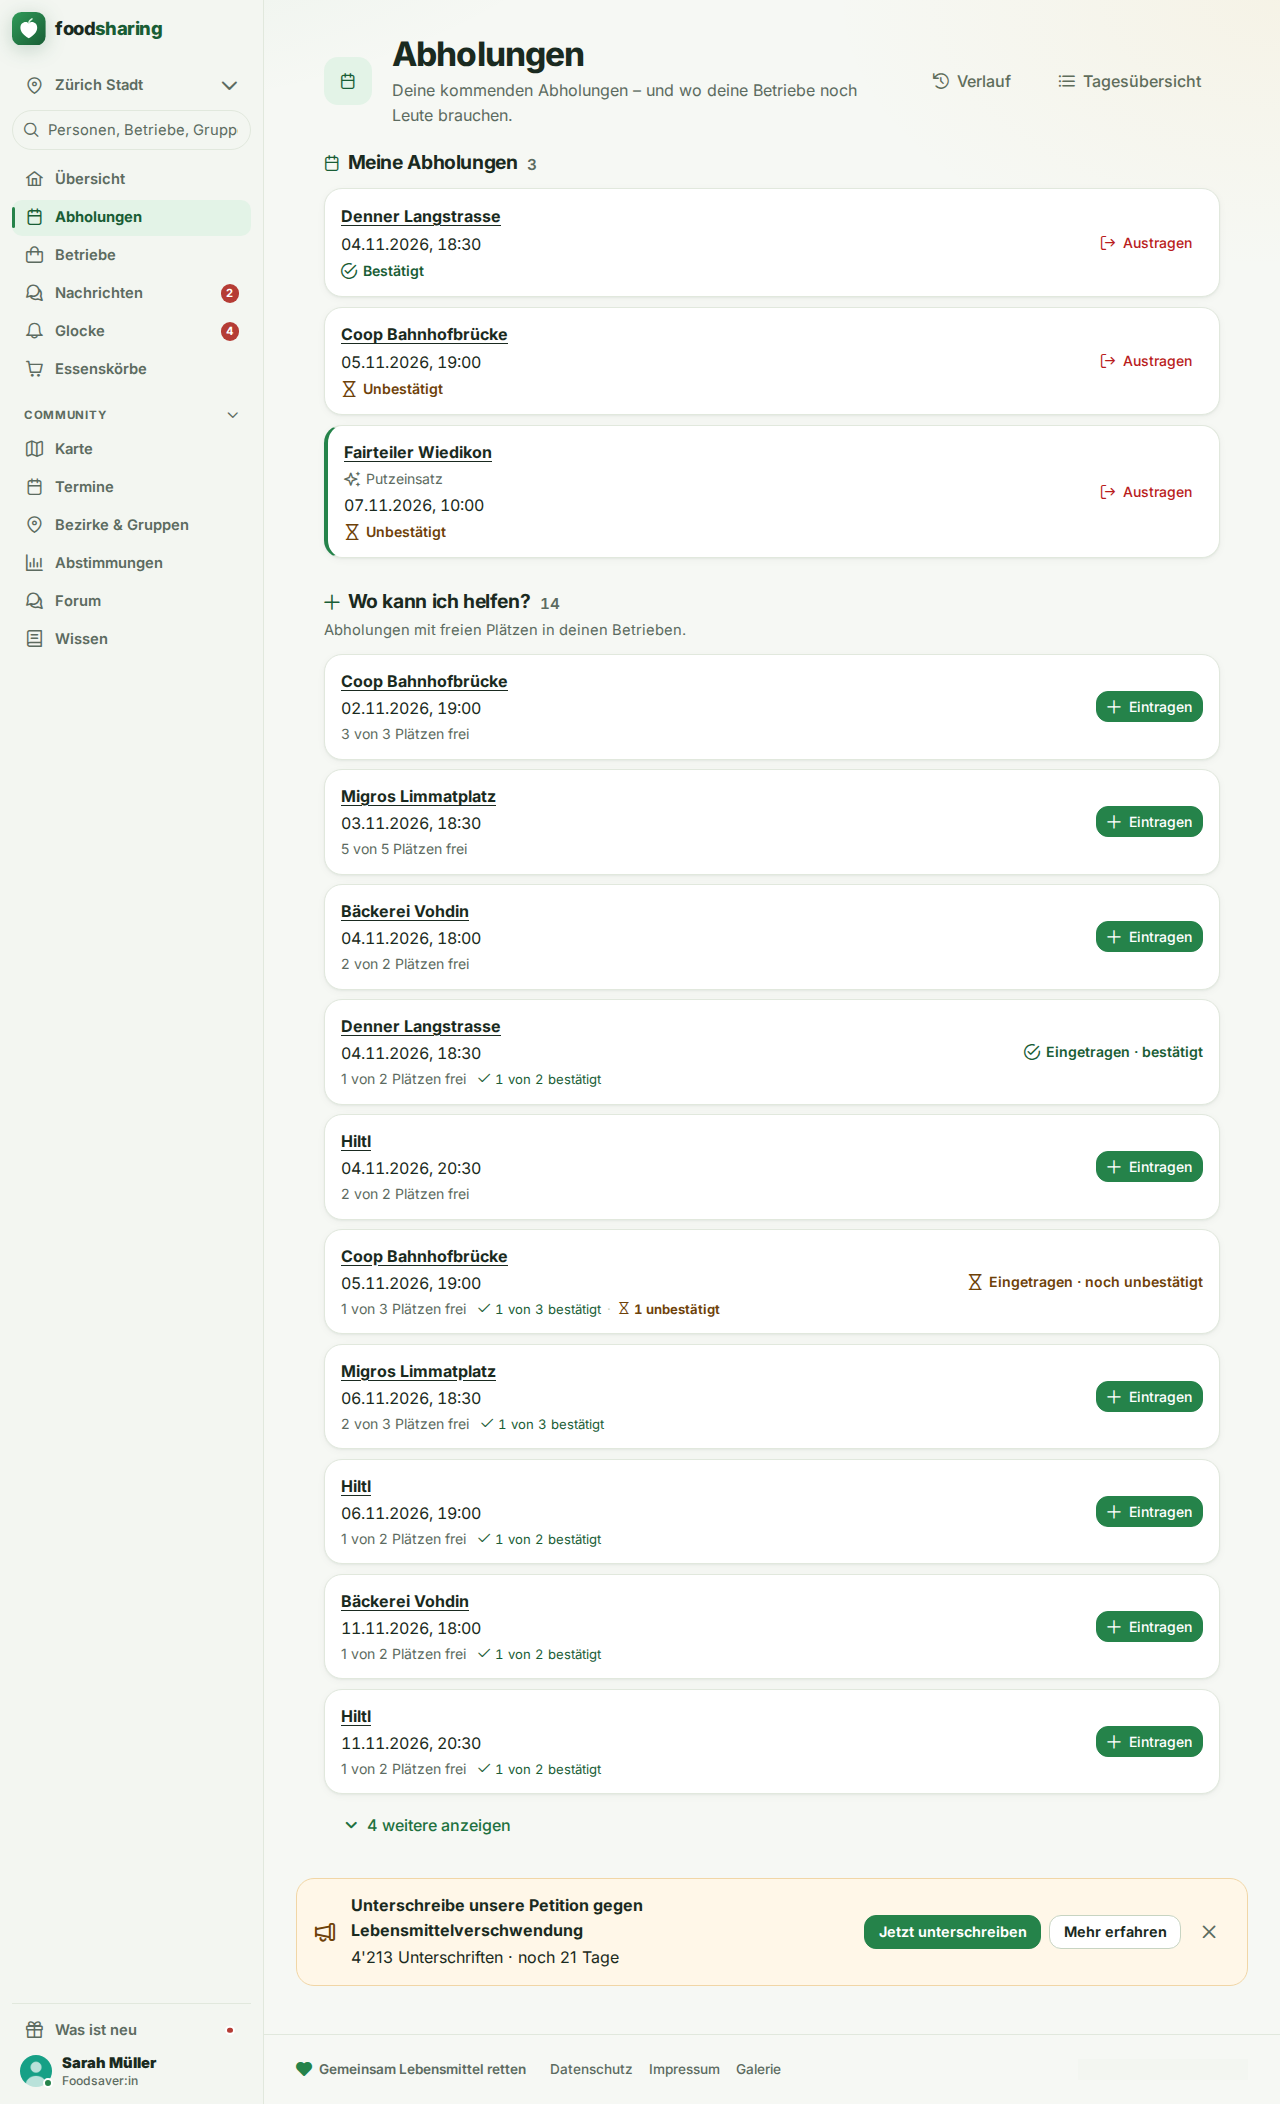 foodsharing
Zürich Stadt
Personen, Betriebe, Grupp
Übersicht
Abholungen
Betriebe
Nachrichten 2
Glocke 4
Essenskörbe
COMMUNITY
Karte
Termine
Bezirke & Gruppen
Abstimmungen
Forum
Wissen
Was ist neu
Sarah Müller
Foodsaver:in
Abholungen
Deine kommenden Abholungen – und wo deine Betriebe noch
Leute brauchen.
Verlauf
Tagesübersicht
Meine Abholungen 3
Denner Langstrasse
04.11.2026, 18:30
Bestätigt
Austragen
Coop Bahnhofbrücke
05.11.2026, 19:00
Unbestätigt
Austragen
Fairteiler Wiedikon
Putzeinsatz
07.11.2026, 10:00
Unbestätigt
Austragen
Wo kann ich helfen? 14
Abholungen mit freien Plätzen in deinen Betrieben.
Coop Bahnhofbrücke
02.11.2026, 19:00
3 von 3 Plätzen frei
Eintragen
Migros Limmatplatz
03.11.2026, 18:30
5 von 5 Plätzen frei
Eintragen
Bäckerei Vohdin
04.11.2026, 18:00
2 von 2 Plätzen frei
Eintragen
Denner Langstrasse
04.11.2026, 18:30
1 von 2 Plätzen frei 1 von 2 bestätigt
Eingetragen · bestätigt
Hiltl
04.11.2026, 20:30
2 von 2 Plätzen frei
Eintragen
Coop Bahnhofbrücke
05.11.2026, 19:00
1 von 3 Plätzen frei 1 von 3 bestätigt · 1 unbestätigt
Eingetragen · noch unbestätigt
Migros Limmatplatz
06.11.2026, 18:30
2 von 3 Plätzen frei 1 von 3 bestätigt
Eintragen
Hiltl
06.11.2026, 19:00
1 von 2 Plätzen frei 1 von 2 bestätigt
Eintragen
Bäckerei Vohdin
11.11.2026, 18:00
1 von 2 Plätzen frei 1 von 2 bestätigt
Eintragen
Hiltl
11.11.2026, 20:30
1 von 2 Plätzen frei 1 von 2 bestätigt
Eintragen
4 weitere anzeigen
Unterschreibe unsere Petition gegen
Lebensmittelverschwendung
4'213 Unterschriften · noch 21 Tage
Jetzt unterschreiben
Mehr erfahren
Gemeinsam Lebensmittel retten Datenschutz Impressum Galerie